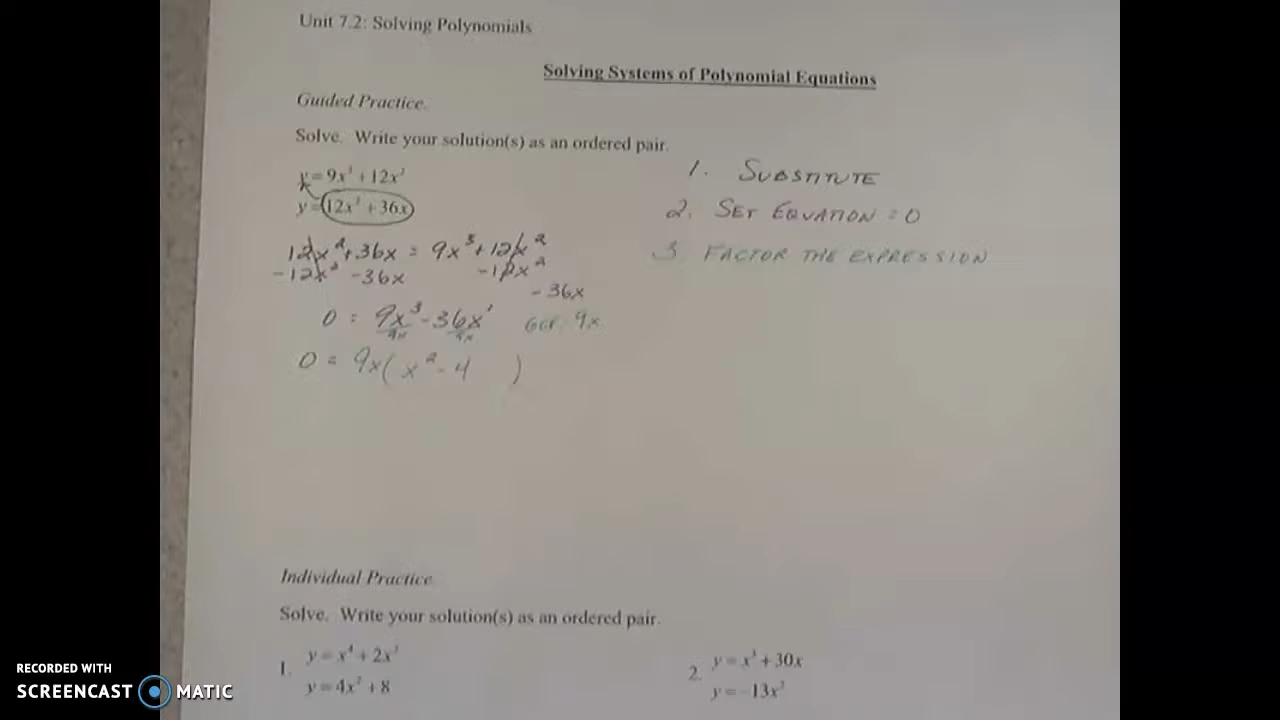 Unit 7.2: Solving Polynomials
Solving Systems of Polynomial Equations
Guided Practice.
Solve. Write your solution(s) as an ordered pair.
y = 9x³ + 12x²
y = 12x² + 36x
1. SUBSTITUTE
2. SET EQUATION = 0
3. FACTOR THE EXPRESSION
12x² + 36x = 9x³ + 12x²
-12x² - 36x -12x²
- 36x
0 = 9x³ - 36x¹ GCF: 9x
9x 9x
0 = 9x( x² - 4 )
Individual Practice
Solve. Write your solution(s) as an ordered pair.
1. y = x⁴ + 2x²
y = 4x² + 8
2. y = x³ + 30x
y = -13x²
RECORDED WITH
SCREENCAST MATIC